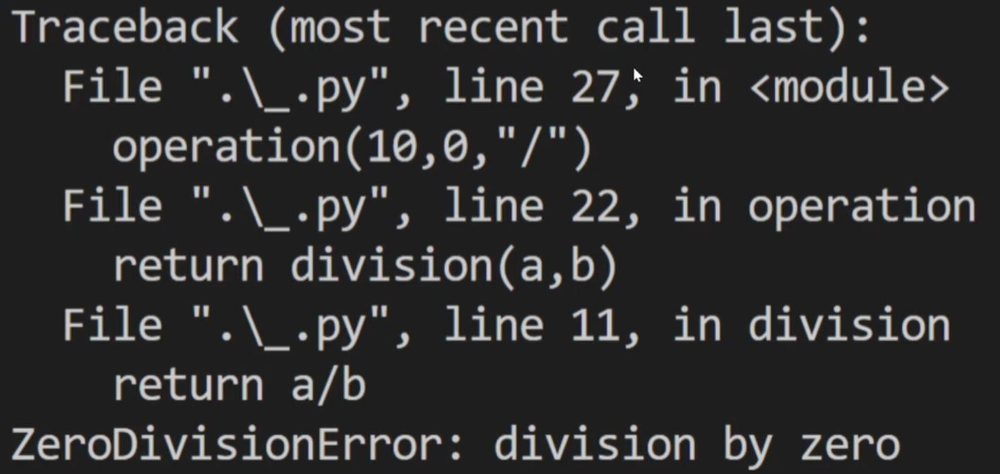 Traceback (most recent call last):
  File ".\_.py", line 27, in <module>
    operation(10,0,"/")
  File ".\_.py", line 22, in operation
    return division(a,b)
  File ".\_.py", line 11, in division
    return a/b
ZeroDivisionError: division by zero